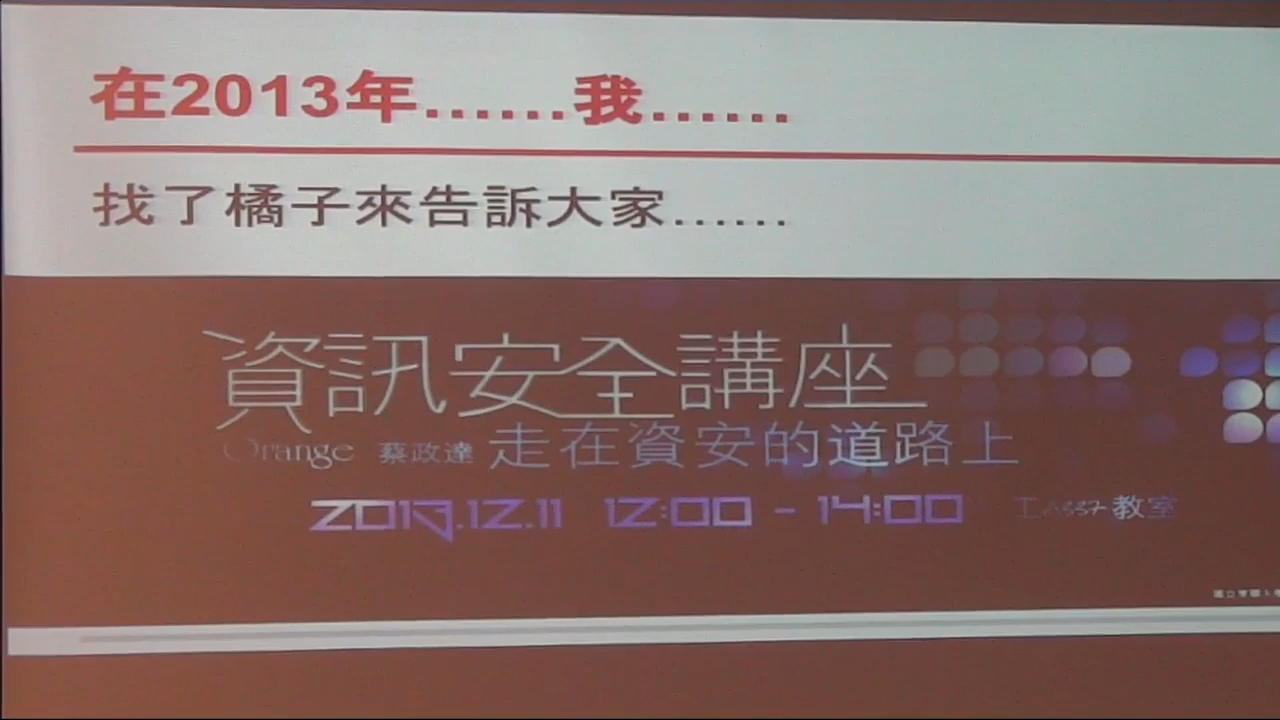 在2013年......我......
找了橘子來告訴大家......
資訊安全講座
Orange 蔡政達 走在資安的道路上
2013.12.11 12:00 - 14:00 教室